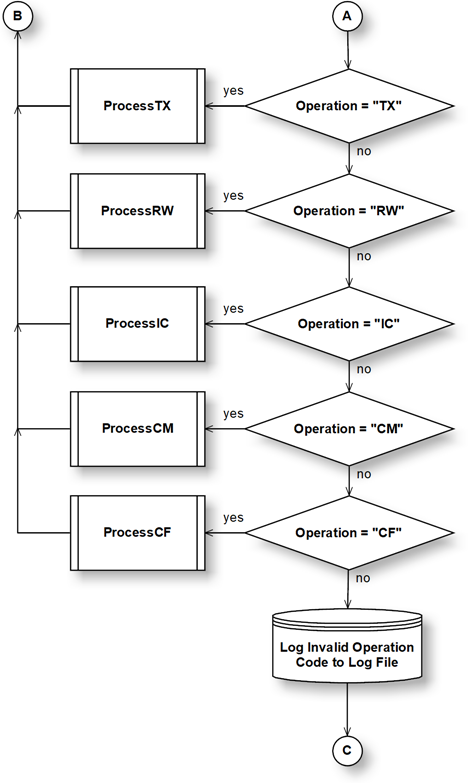 B
A
ProcessTX
yes
Operation = "TX"
no
ProcessRW
yes
Operation = "RW"
no
ProcessIC
yes
Operation = "IC"
no
ProcessCM
yes
Operation = "CM"
no
ProcessCF
yes
Operation = "CF"
no
Log Invalid Operation
Code to Log File
C